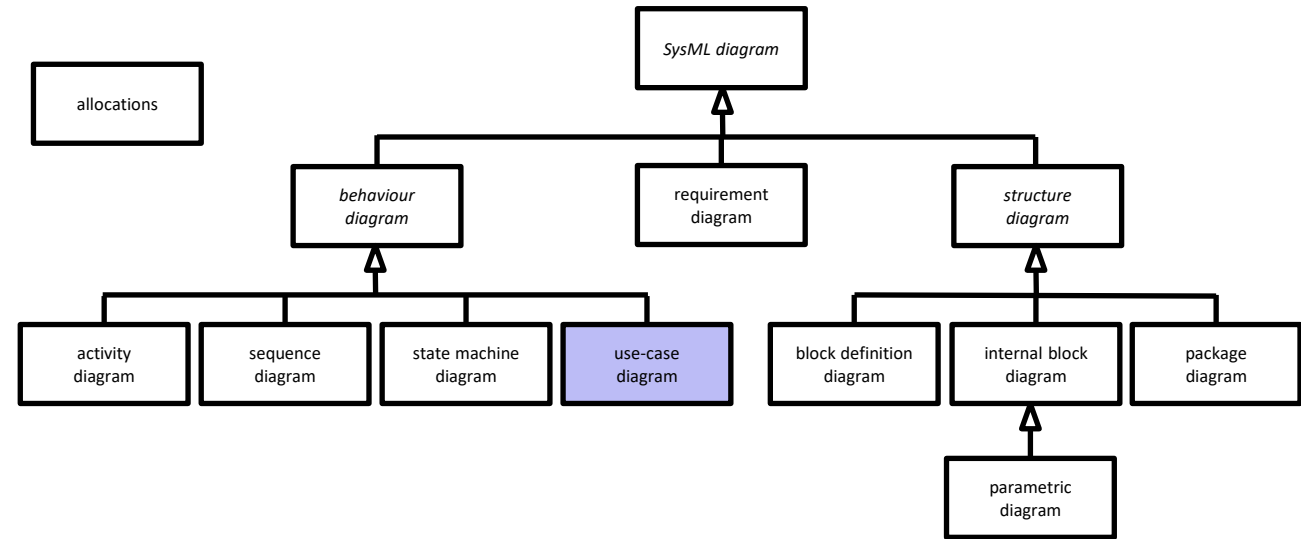 SysML diagram
allocations
behaviour
diagram
requirement
diagram
structure
diagram
activity
diagram
sequence
diagram
state machine
diagram
use-case
diagram
block definition
diagram
internal block
diagram
package
diagram
parametric
diagram